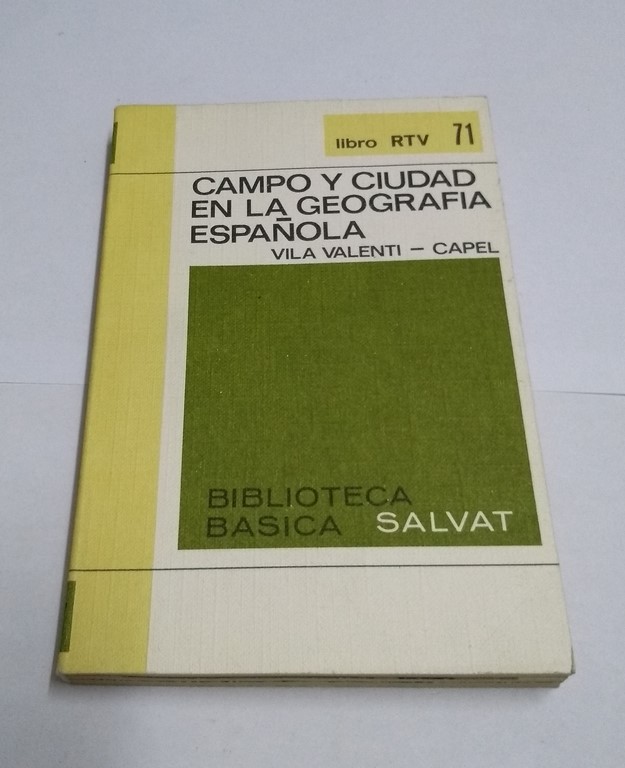 libro RTV 71
CAMPO Y CIUDAD
EN LA GEOGRAFIA
ESPAÑOLA
VILA VALENTI - CAPEL
BIBLIOTECA
BASICA SALVAT